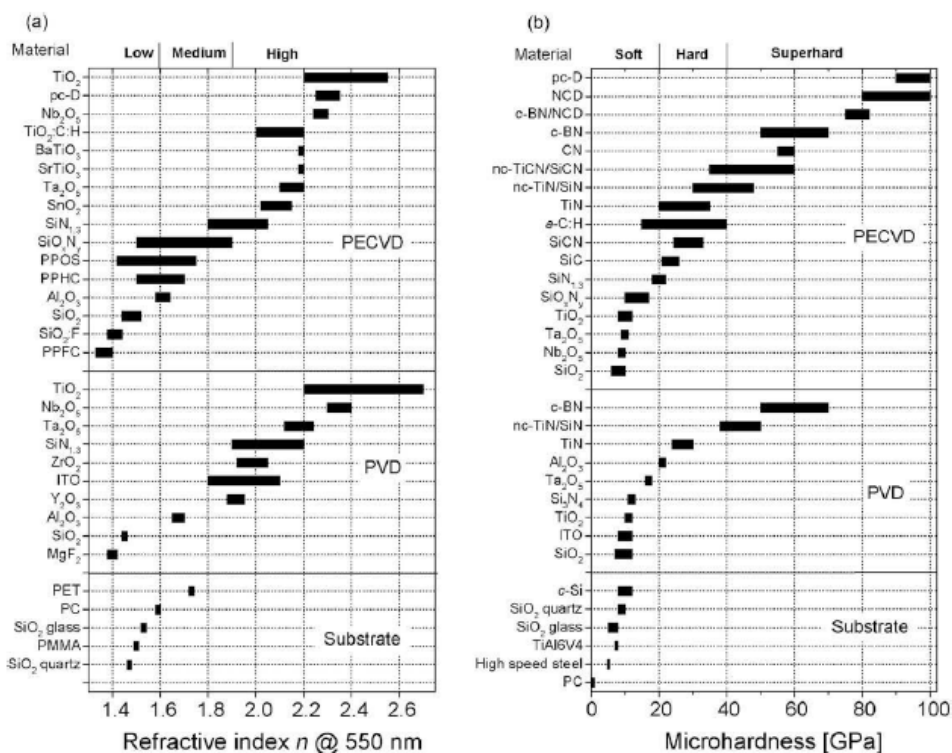 (a)
Material Low Medium High
TiO₂
pc-D
Nb₂O₅
TiO₂:C:H
BaTiO₃
SrTiO₃
Ta₂O₅
SnO₂
SiN₁.₃
SiOₓNᵧ
PPOS
PPHC
Al₂O₃
SiO₂
SiO₂:F
PPFC
PECVD
TiO₂
Nb₂O₅
Ta₂O₅
SiN₁.₃
ZrO₂
ITO
Y₂O₃
Al₂O₃
SiO₂
MgF₂
PVD
PET
PC
SiO₂ glass
PMMA
SiO₂ quartz
Substrate
1.4 1.6 1.8 2.0 2.2 2.4 2.6
Refractive index n @ 550 nm
(b)
Material Soft Hard Superhard
pc-D
NCD
c-BN/NCD
c-BN
CN
nc-TiCN/SiCN
nc-TiN/SiN
TiN
a-C:H
SiCN
SiC
SiN₁.₃
SiOₓNᵧ
TiO₂
Ta₂O₅
Nb₂O₅
SiO₂
PECVD
c-BN
nc-TiN/SiN
TiN
Al₂O₃
Ta₂O₅
Si₃N₄
TiO₂
ITO
SiO₂
PVD
c-Si
SiO₂ quartz
SiO₂ glass
TiAl6V4
High speed steel
PC
Substrate
0 20 40 60 80 100
Microhardness [GPa]